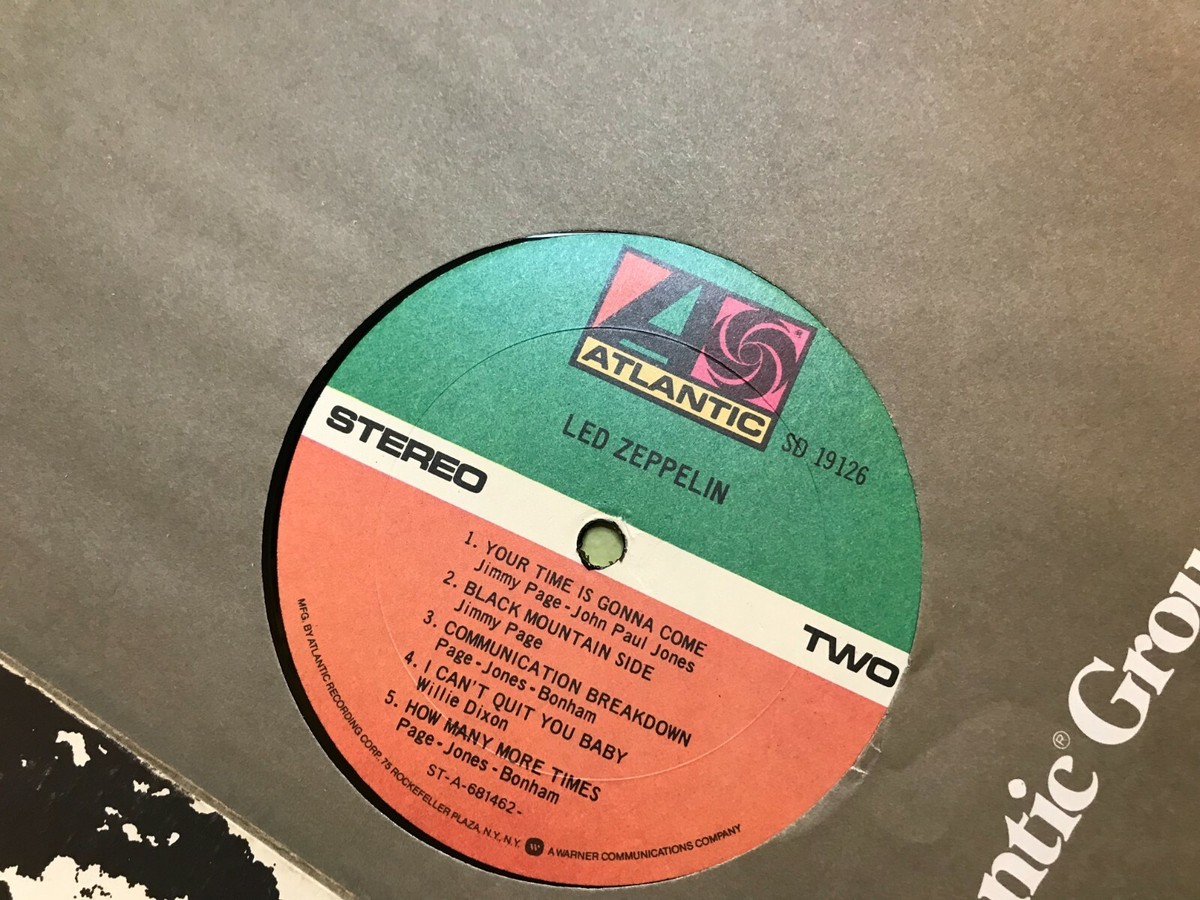 ATLANTIC
SD 19126
LED ZEPPELIN
STEREO
TWO
1. YOUR TIME IS GONNA COME
Jimmy Page - John Paul Jones
2. BLACK MOUNTAIN SIDE
Jimmy Page
3. COMMUNICATION BREAKDOWN
Page - Jones - Bonham
4. I CAN'T QUIT YOU BABY
Willie Dixon
5. HOW MANY MORE TIMES
Page - Jones - Bonham
ST-A-681462-
MFG. BY ATLANTIC RECORDING CORP., 75 ROCKEFELLER PLAZA, N.Y., N.Y. W A WARNER COMMUNICATIONS COMPANY
ntic® Grou